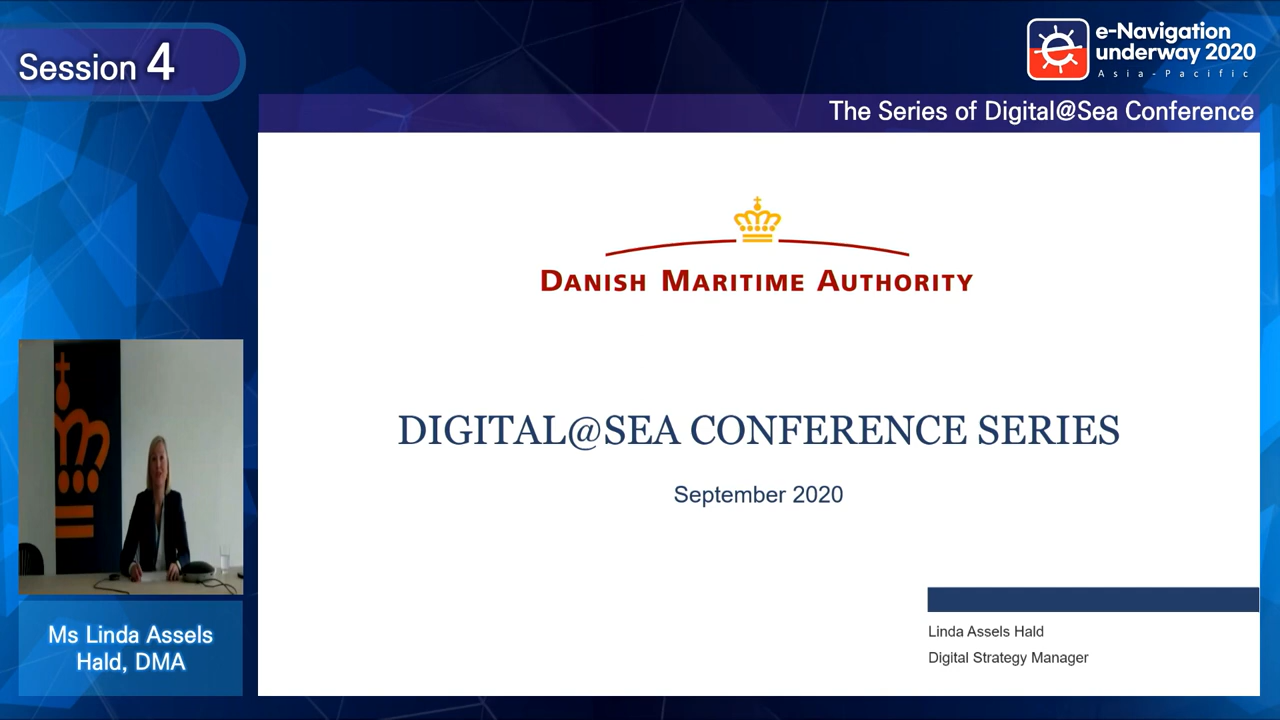 Session 4
e-Navigation
underway 2020
Asia-Pacific
The Series of Digital@Sea Conference
DANISH MARITIME AUTHORITY
DIGITAL@SEA CONFERENCE SERIES
September 2020
Linda Assels Hald
Digital Strategy Manager
Ms Linda Assels
Hald, DMA